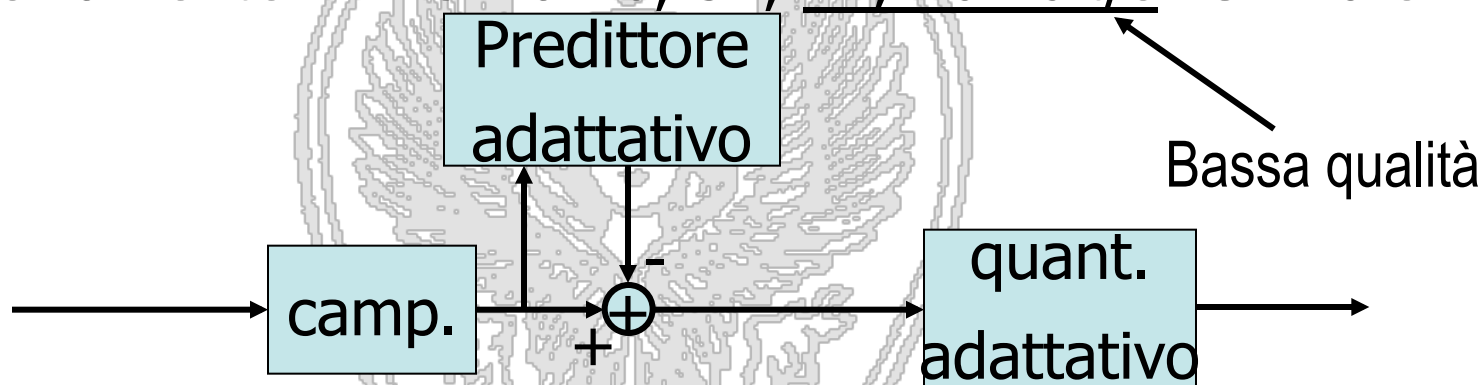 Predittore
adattativo
Bassa qualità
camp.
-
+
+
quant.
adattativo